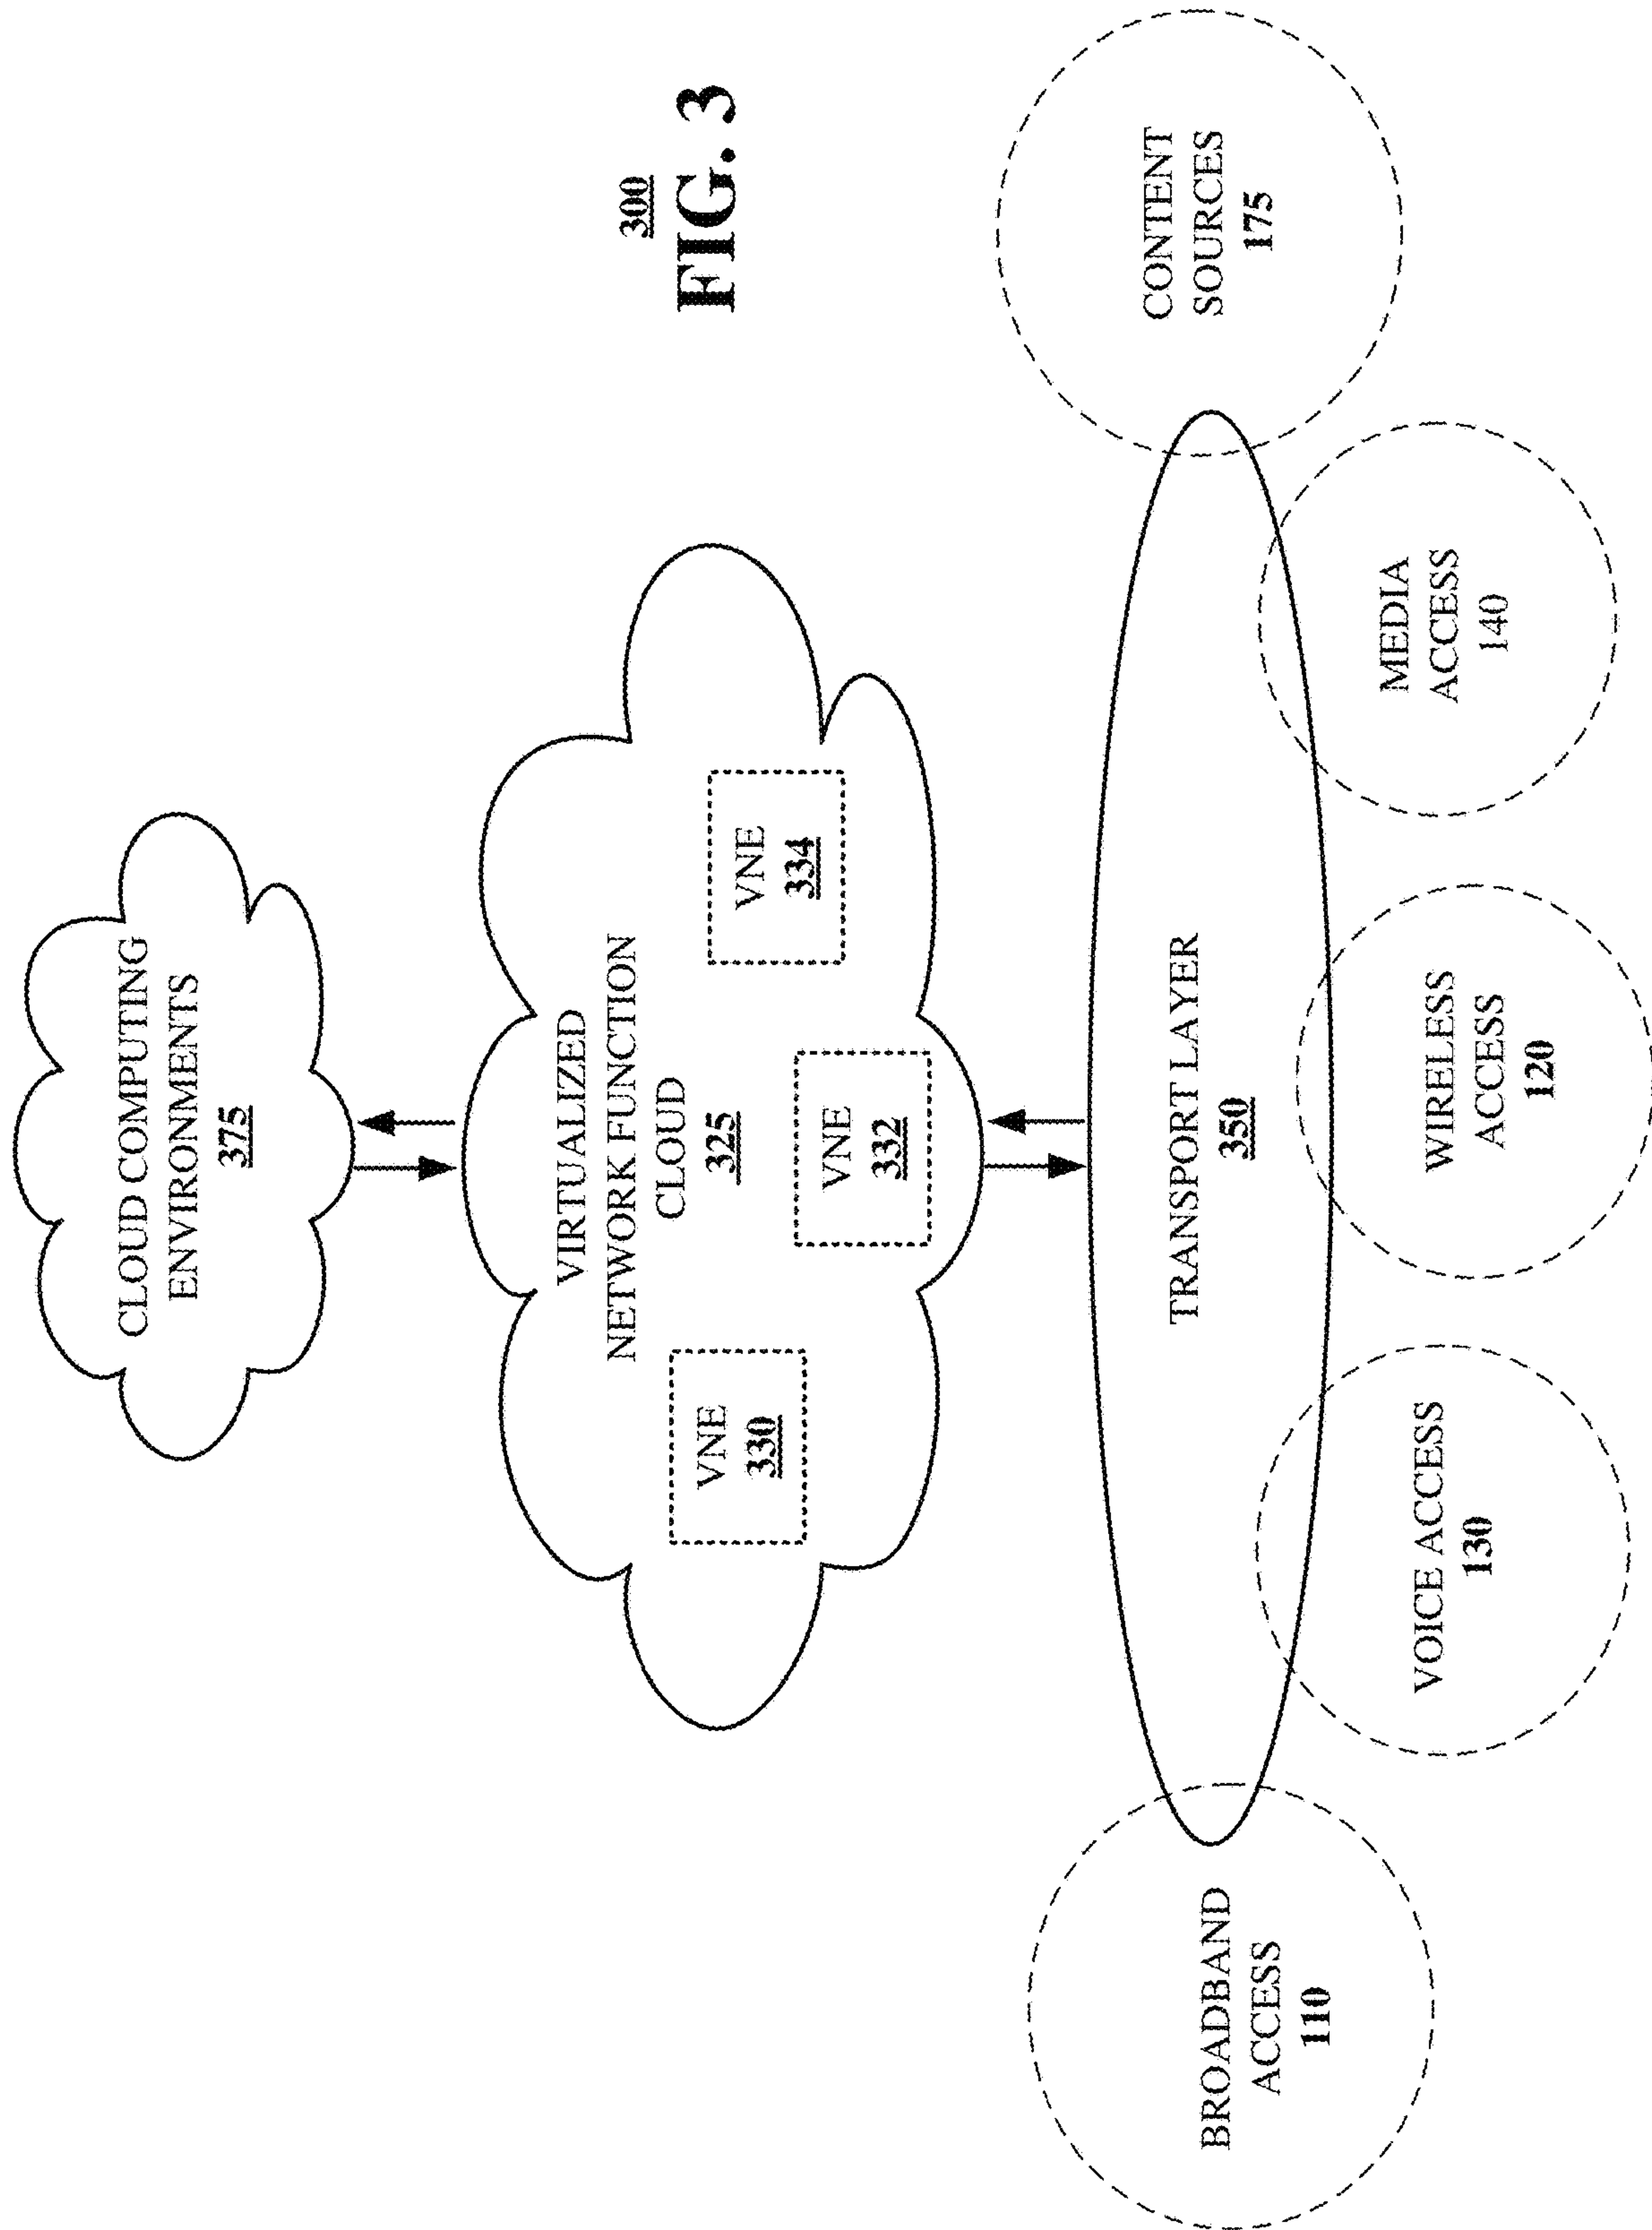 CLOUD COMPUTING
ENVIRONMENTS
375
VIRTUALIZED
NETWORK FUNCTION
CLOUD
325
VNE
330
VNE
332
VNE
334
300
FIG. 3
TRANSPORT LAYER
350
BROADBAND
ACCESS
110
VOICE ACCESS
130
WIRELESS
ACCESS
120
MEDIA
ACCESS
140
CONTENT
SOURCES
175